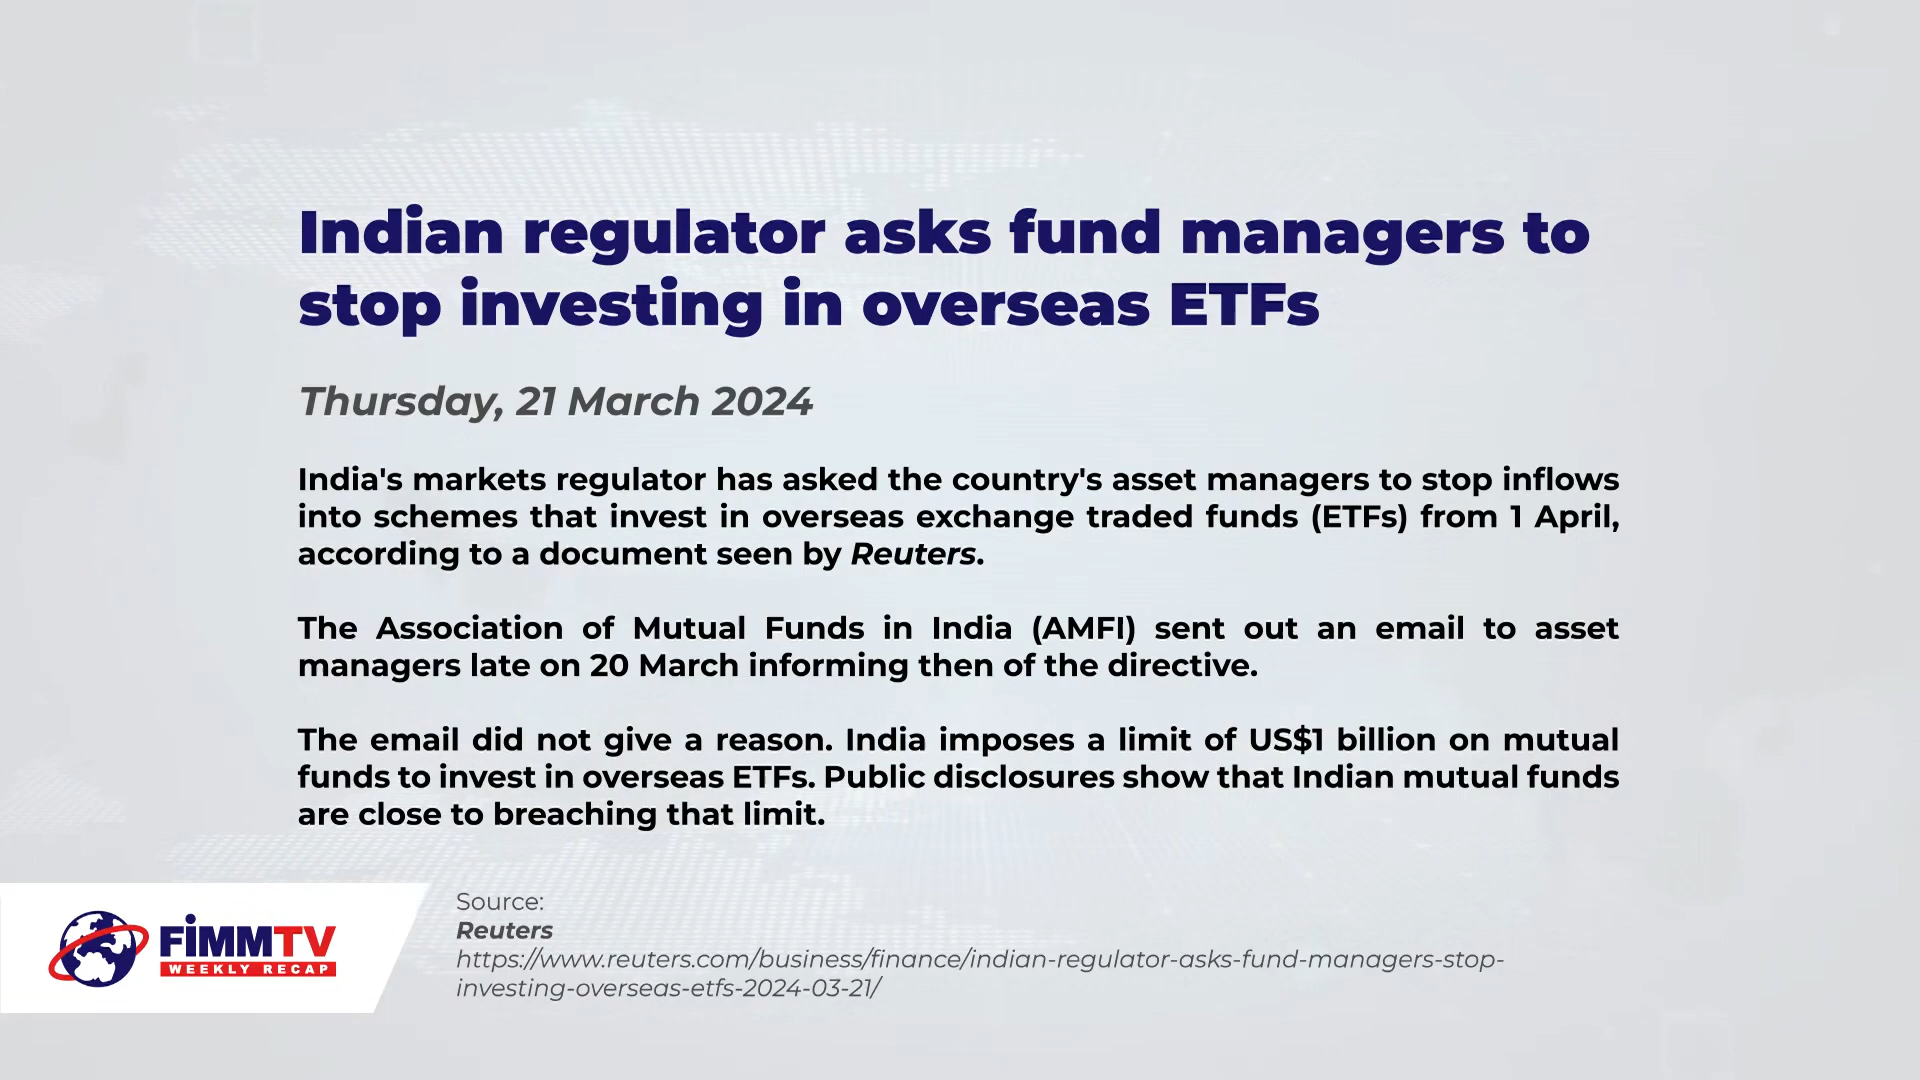 Indian regulator asks fund managers to
stop investing in overseas ETFs
Thursday, 21 March 2024
India's markets regulator has asked the country's asset managers to stop inflows
into schemes that invest in overseas exchange traded funds (ETFs) from 1 April,
according to a document seen by Reuters.
The Association of Mutual Funds in India (AMFI) sent out an email to asset
managers late on 20 March informing then of the directive.
The email did not give a reason. India imposes a limit of US$1 billion on mutual
funds to invest in overseas ETFs. Public disclosures show that Indian mutual funds
are close to breaching that limit.
FiMMTV
WEEKLY RECAP
Source:
Reuters
https://www.reuters.com/business/finance/indian-regulator-asks-fund-managers-stop-
investing-overseas-etfs-2024-03-21/